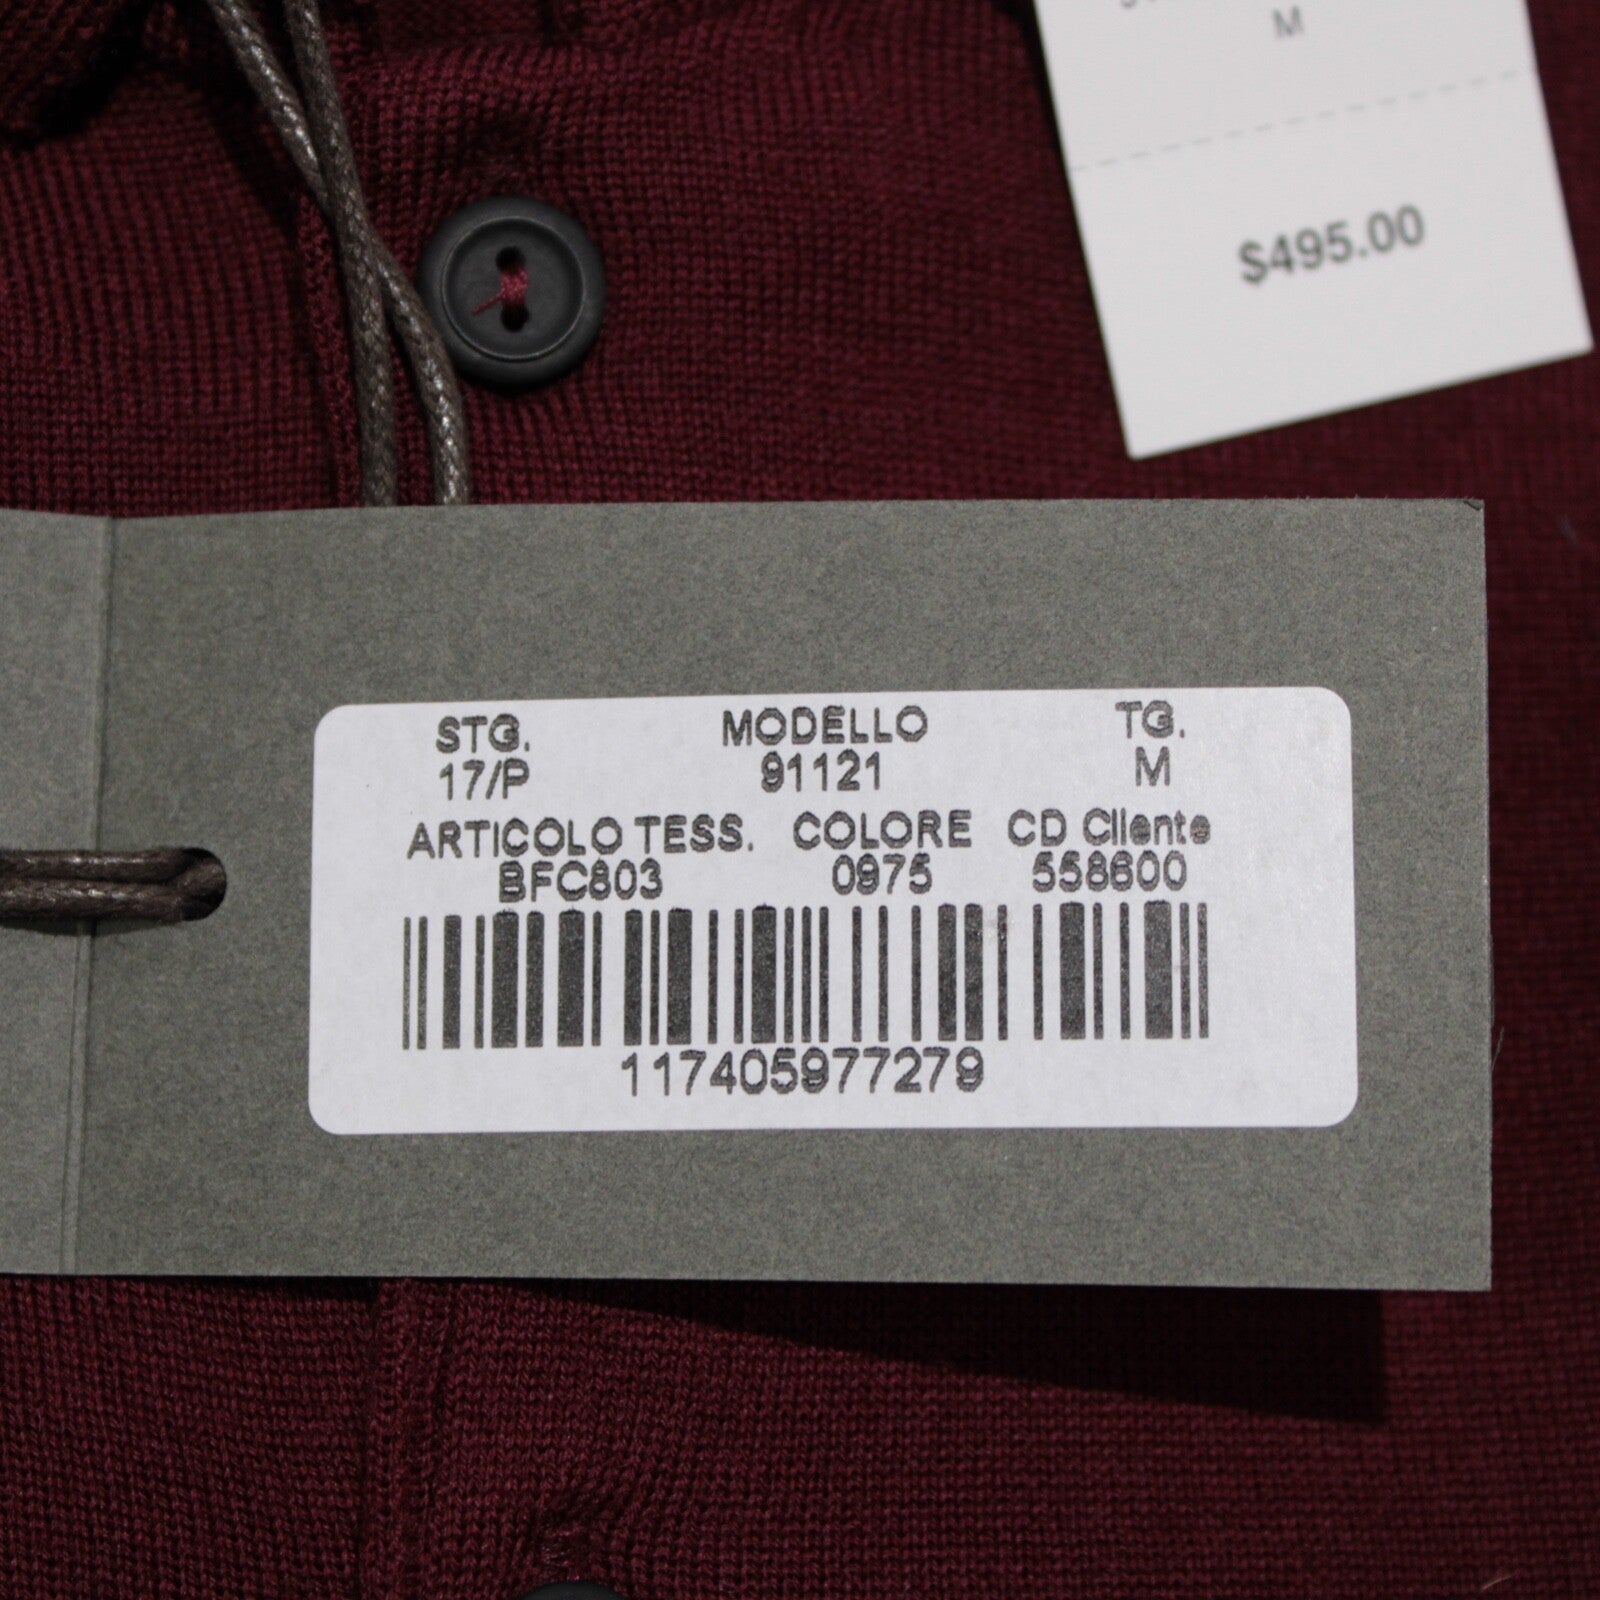 M
$495.00
STG. MODELLO TG.
17/P 91121 M
ARTICOLO TESS. COLORE CD Cliente
BFC803 0975 558600
117405977279